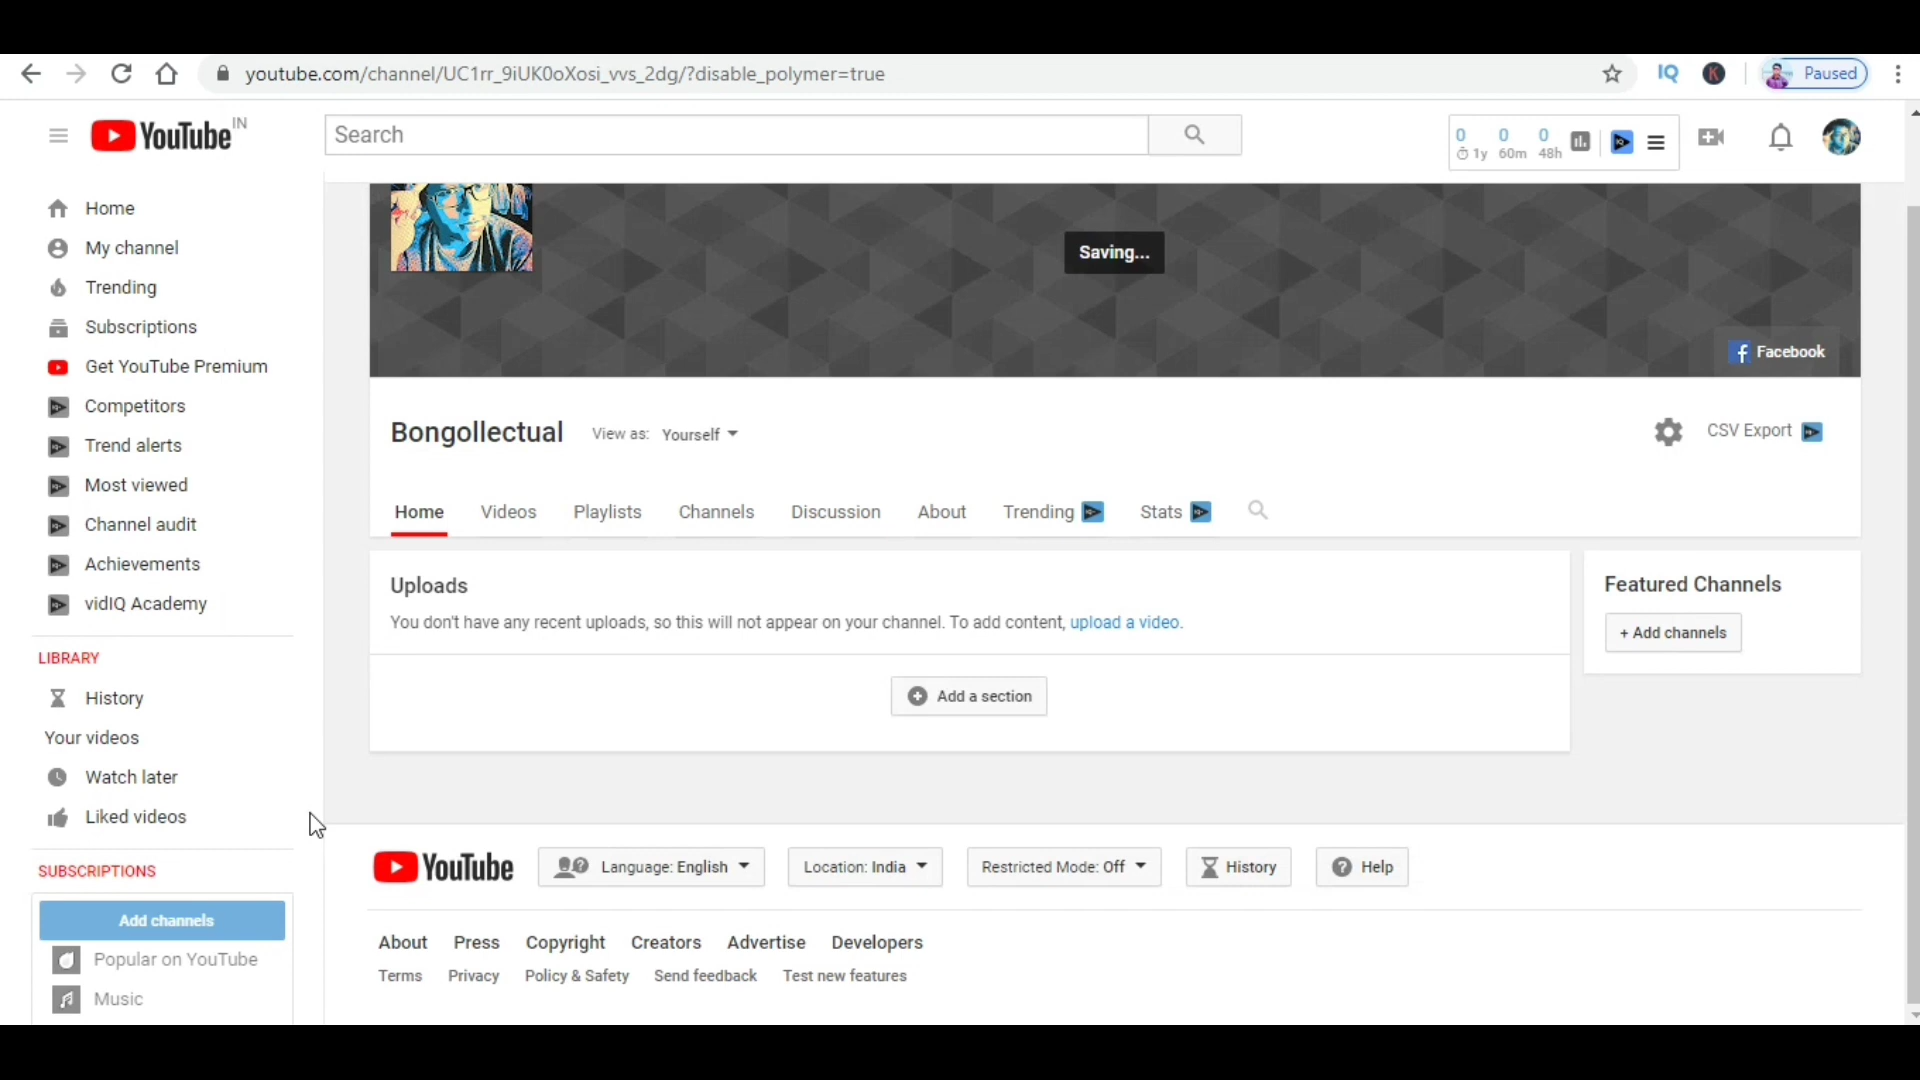 youtube.com/channel/UC1rr_9iUK0oXosi_vvs_2dg/?disable_polymer=true
IQ
K
Paused
YouTube IN
Search
0 0 0
1y 60m 48h
Home
My channel
Trending
Subscriptions
Get YouTube Premium
Competitors
Trend alerts
Most viewed
Channel audit
Achievements
vidIQ Academy
LIBRARY
History
Your videos
Watch later
Liked videos
SUBSCRIPTIONS
Add channels
Popular on YouTube
Music
Saving...
Facebook
Bongollectual View as: Yourself
CSV Export
Home Videos Playlists Channels Discussion About Trending Stats
Uploads
You don't have any recent uploads, so this will not appear on your channel. To add content, upload a video.
Add a section
Featured Channels
+ Add channels
YouTube Language: English Location: India Restricted Mode: Off History Help
About Press Copyright Creators Advertise Developers
Terms Privacy Policy & Safety Send feedback Test new features